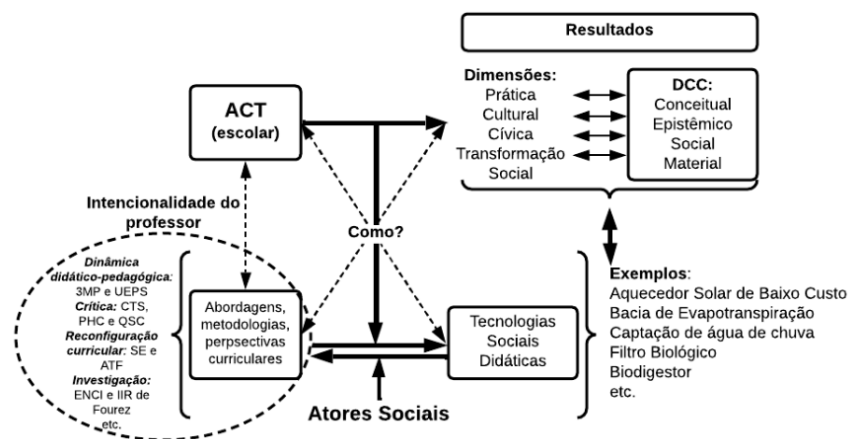 Resultados
ACT
(escolar)
Dimensões:
Prática
Cultural
Cívica
Transformação
Social
DCC:
Conceitual
Epistêmico
Social
Material
Intencionalidade do
professor
Como?
Dinâmica
didático-pedagógica:
3MP e UEPS
Crítica: CTS,
PHC e QSC
Reconfiguração
curricular: SE e
ATF
Investigação:
ENCI e IIR de
Fourez
etc.
Abordagens,
metodologias,
perpsectivas
curriculares
Tecnologias
Sociais
Didáticas
Atores Sociais
Exemplos:
Aquecedor Solar de Baixo Custo
Bacia de Evapotranspiração
Captação de água de chuva
Filtro Biológico
Biodigestor
etc.